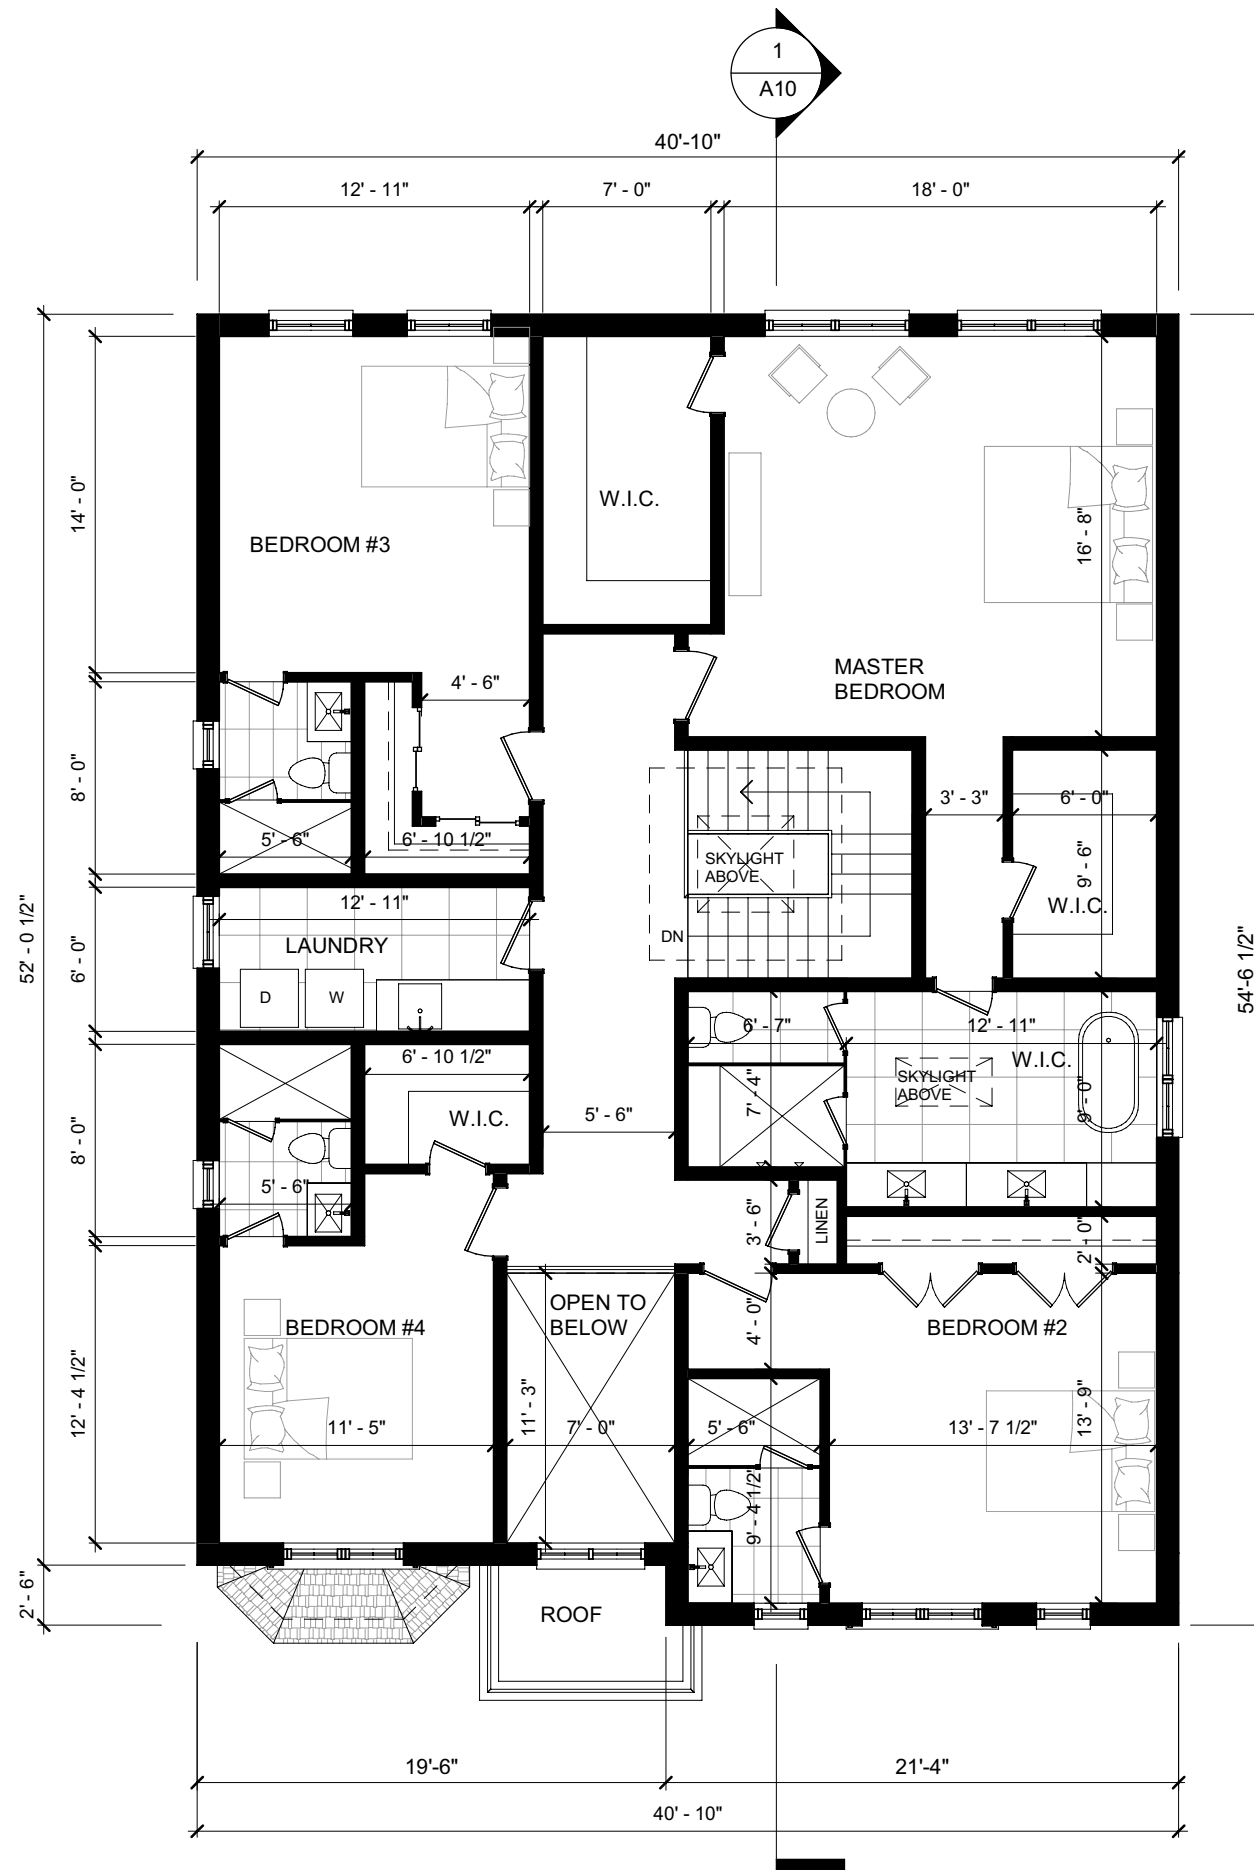 1
A10
40'-10"
12' - 11"
7' - 0"
18' - 0"
14' - 0"
W.I.C.
16' - 8"
BEDROOM #3
MASTER
BEDROOM
4' - 6"
8' - 0"
3' - 3"
6' - 0"
5' - 6"
6' - 10 1/2"
SKYLIGHT
ABOVE
9' - 6"
W.I.C.
12' - 11"
52' - 0 1/2"
6' - 0"
LAUNDRY
DN
54'-6 1/2"
D
W
6' - 7"
12' - 11"
6' - 10 1/2"
W.I.C.
SKYLIGHT
ABOVE
7' - 4"
9' - 0"
8' - 0"
W.I.C.
5' - 6"
5' - 6"
3' - 6"
LINEN
2' - 0"
OPEN TO
BELOW
BEDROOM #4
4' - 0"
BEDROOM #2
12' - 4 1/2"
11' - 3"
13' - 9"
11' - 5"
7' - 0"
5' - 6"
13' - 7 1/2"
9' - 4 1/2"
2' - 6"
ROOF
19'-6"
21'-4"
40' - 10"